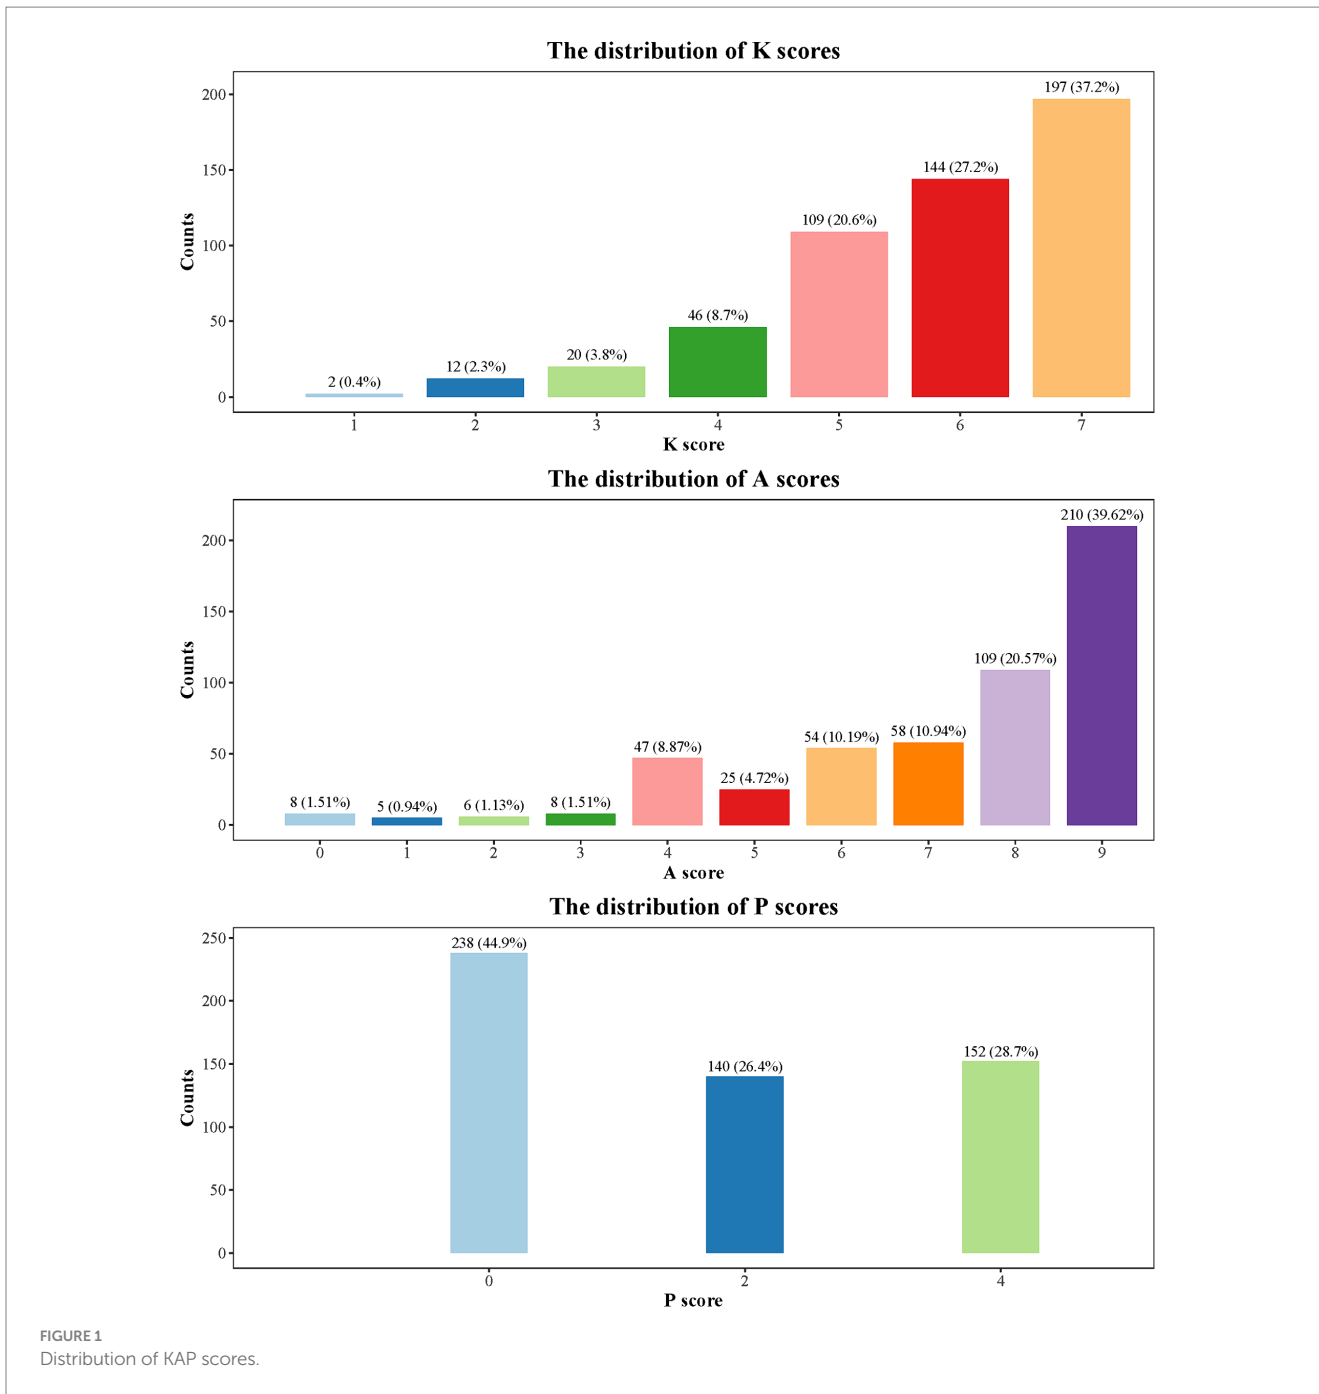 The distribution of K scores
197 (37.2%)
200
144 (27.2%)
150
109 (20.6%)
Counts
100
46 (8.7%)
50
20 (3.8%)
12 (2.3%)
2 (0.4%)
0
1 2 3 4 5 6 7
K score
The distribution of A scores
210 (39.62%)
200
150
109 (20.57%)
Counts
100
58 (10.94%)
54 (10.19%)
47 (8.87%)
50
25 (4.72%)
8 (1.51%) 5 (0.94%) 6 (1.13%) 8 (1.51%)
0
0 1 2 3 4 5 6 7 8 9
A score
The distribution of P scores
250
238 (44.9%)
200
152 (28.7%)
150
140 (26.4%)
Counts
100
50
0
0 2 4
P score
FIGURE 1
Distribution of KAP scores.